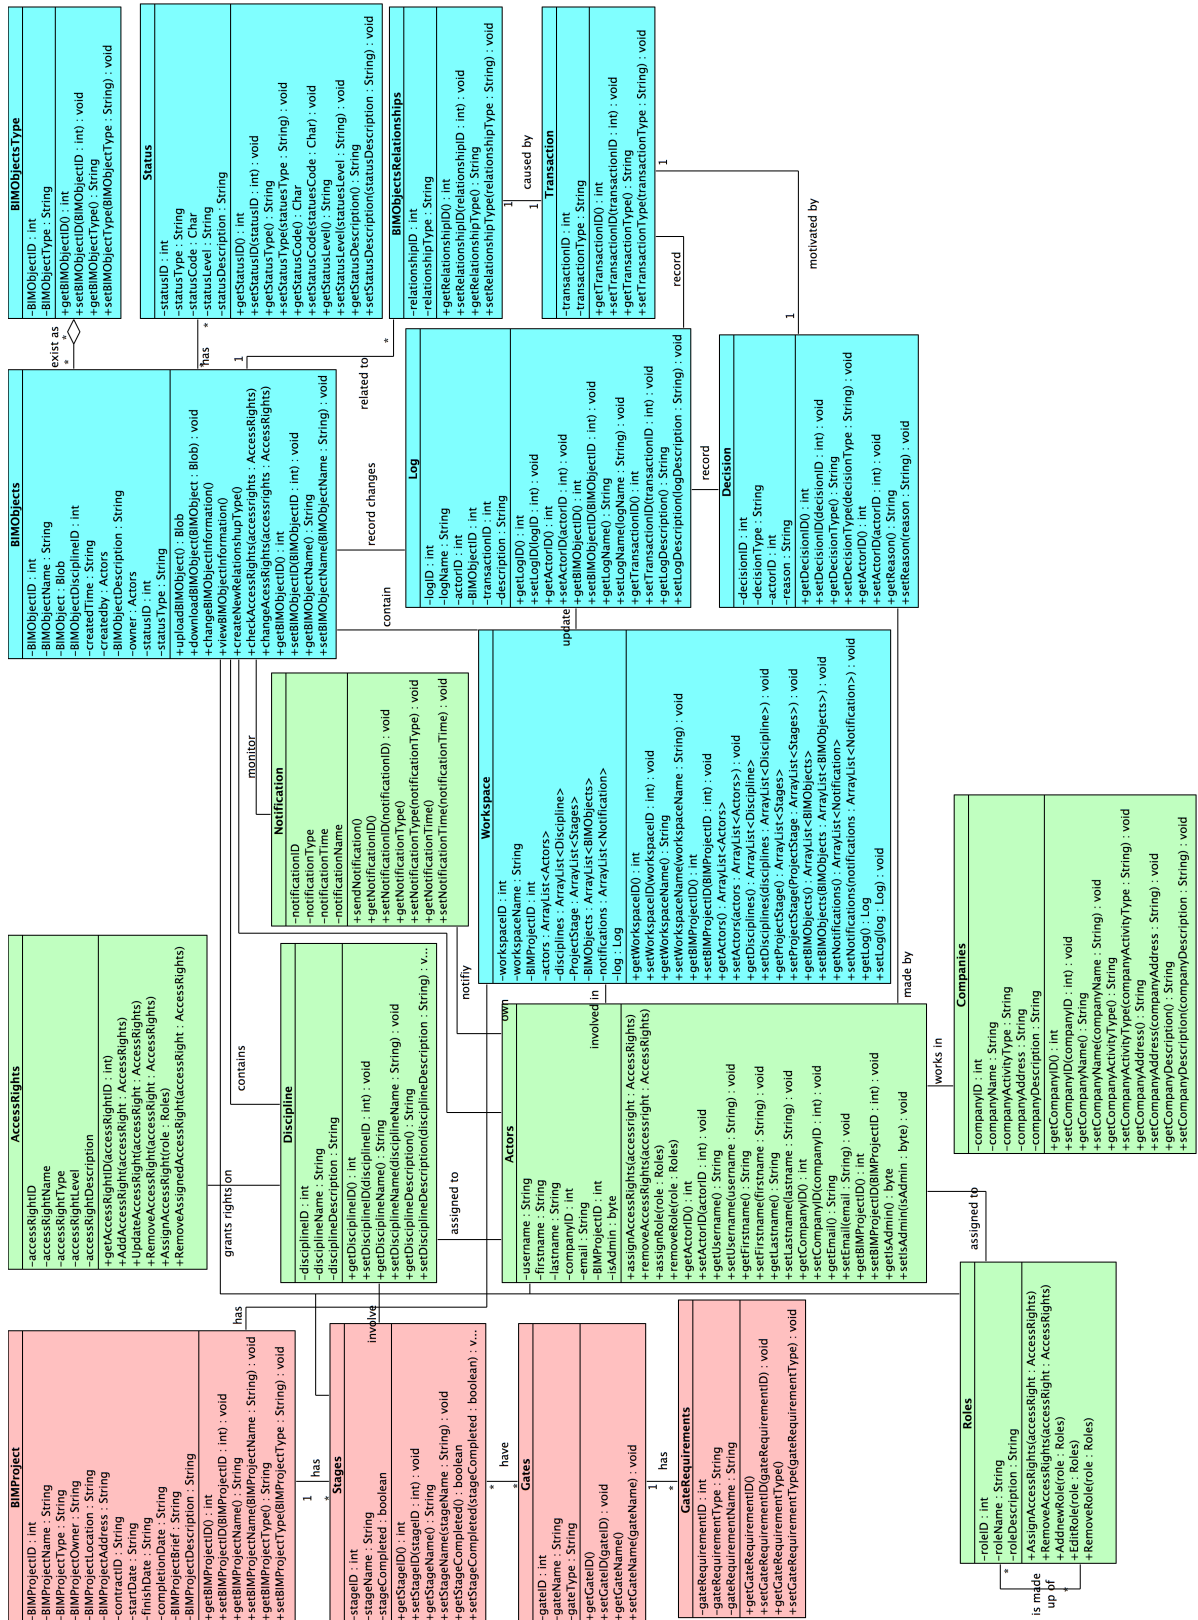 BIMObjectsType
-BIMObjectID : int
-BIMObjectType : String
+getBIMObjectID() : int
+setBIMObjectID(BIMObjectID : int) : void
+getBIMObjectType() : String
+setBIMObjectType(BIMObjectType : String) : void
Status
-statusID : int
-statusType : String
-statusCode : Char
-statusLevel : String
-statusDescription : String
+getStatusID() : int
+setStatusID(statusID : int) : void
+getStatusType() : String
+setStatusType(statuesType : String) : void
+getStatusCode() : Char
+setStatusCode(statuesCode : Char) : void
+getStatusLevel() : String
+setStatusLevel(statuesLevel : String) : void
+getStatusDescription() : String
+setStatusDescription(statusDescription : String) : void
BIMObjectsRelationships
-relationshipID : int
-relationshipType : String
+getRelationshipID() : int
+setRelationshipID(relationshipID : int) : void
+getRelationshipType() : String
+setRelationshipType(relationshipType : String) : void
caused by
1
1
Transaction
-transactionID : int
-transactionType : String
+getTransactionID() : int
+setTransactionID(transactionID : int) : void
+getTransactionType() : String
+setTransactionType(transactionType : String) : void
1
motivated by
1
record
exist as
*
*
has
*
*
1
related to
*
BIMObjects
-BIMObjectID : int
-BIMObjectName : String
-BIMObject : Blob
-BIMObjectDisciplineID : int
-createdTime : String
-createdby : Actors
-BIMObjectDescription : String
-owner : Actors
-statusID : int
-statusType : String
+uploadBIMObject() : Blob
+downloadBIMObject(BIMObject : Blob) : void
+changeBIMObjectInformation()
+viewBIMObjectInformation()
+createNewRelationshupType()
+checkAccessRights(accessrights : AccessRights)
+changeAccessRights(accessrights : AccessRights)
+getBIMObjectID() : int
+setBIMObjectID(BIMObjectID : int) : void
+getBIMObjectName() : String
+setBIMObjectName(BIMObjectName : String) : void
record changes
contain
Log
-logID : int
-logName : String
-actorID : int
-BIMObjectID : int
-transactionID : int
-description : String
+getLogID() : int
+setLogID(logID : int) : void
+getActorID() : int
+setActorID(actorID : int) : void
+getBIMObjectID() : int
+setBIMObjectID(BIMObjectID : int) : void
+getLogName() : String
+setLogName(logName : String) : void
+getTransactionID() : int
+setTransactionID(transactionID : int) : void
+getLogDescription() : String
+setLogDescription(logDescription : String) : void
record
update
Decision
-decisionID : int
-decisionType : String
-actorID : int
-reason : String
+getDecisionID() : int
+setDecisionID(decisionID : int) : void
+getDecisionType() : String
+setDecisionType(decisionType : String) : void
+getActorID() : int
+setActorID(actorID : int) : void
+getReason() : String
+setReason(reason : String) : void
monitor
Notification
-notificationID
-notificationType
-notificationTime
-notificationName
+sendNotification()
+getNotificationID()
+setNotificationID(notificationID) : void
+getNotificationType()
+setNotificationType(notificationType) : void
+getNotificationTime()
+setNotificationTime(notificationTime) : void
notifiy
Workspace
-workspaceID : int
-workspaceName : String
-BIMProjectID : int
-actors : ArrayList<Actors>
-disciplines : ArrayList<Discipline>
-ProjectStage : ArrayList<Stages>
-BIMObjects : ArrayList<BIMObjects>
-notifications : ArrayList<Notification>
-log : Log
+getWorkspaceID() : int
+setWorkspaceID(workspaceID : int) : void
+getWorkspaceName() : String
+setWorkspaceName(workspaceName : String) : void
+getBIMProjectID() : int
+setBIMProjectID(BIMProjectID : int) : void
+getActors() : ArrayList<Actors>
+setActors(actors : ArrayList<Actors>) : void
+getDisciplines() : ArrayList<Discipline>
+setDisciplines(disciplines : ArrayList<Discipline>) : void
+getProjectStage() : ArrayList<Stages>
+setProjectStage(ProjectStage : ArrayList<Stages>) : void
+getBIMObjects() : ArrayList<BIMObjects>
+setBIMObjects(BIMObjects : ArrayList<BIMObjects>) : void
+getNotifications() : ArrayList<Notification>
+setNotifications(notifications : ArrayList<Notification>) : void
+getLog() : Log
+setLog(log : Log) : void
own
involved in
made by
AccessRights
-accessRightID
-accessRightName
-accessRightType
-accessRightLevel
-accessRightDescription
+getAccessRightID(accessRightID : int)
+AddAccessRight(accessRight : AccessRights)
+UpdateAccessRight(accessRight : AccessRights)
+RemoveAccessRight(accessRight : AccessRights)
+AssignAccessRight(role : Roles)
+RemoveAssignedAccessRight(accessRight : AccessRights)
contains
grants rights on
Discipline
-disciplineID : int
-disciplineName : String
-disciplineDescription : String
+getDisciplineID() : int
+setDisciplineID(disciplineID : int) : void
+getDisciplineName() : String
+setDisciplineName(disciplineName : String) : void
+getDisciplineDescription() : String
+setDisciplineDescription(disciplineDescription : String) : v...
assigned to
Actors
-username : String
-firstname : String
-lastname : String
-companyID : int
-email : String
-BIMProjectID : int
-isAdmin : byte
+assignAccessRights(accessright : AccessRights)
+removeAccessRights(accessright : AccessRights)
+assignRole(role : Roles)
+removeRole(role : Roles)
+getActorID() : int
+setActorID(actorID : int) : void
+getUsername() : String
+setUsername(username : String) : void
+getFirstname() : String
+setFirstname(firstname : String) : void
+getLastname() : String
+setLastname(lastname : String) : void
+getCompanyID() : int
+setCompanyID(companyID : int) : void
+getEmail() : String
+setEmail(email : String) : void
+getBIMProjectID() : int
+setBIMProjectID(BIMProjectID : int) : void
+getIsAdmin() : byte
+setIsAdmin(isAdmin : byte) : void
works in
assigned to
Companies
-companyID : int
-companyName : String
-companyActivityType : String
-companyAddress : String
-companyDescription : String
+getCompanyID() : int
+setCompanyID(companyID : int) : void
+getCompanyName() : String
+setCompanyName(companyName : String) : void
+getCompanyActivityType() : String
+setCompanyActivityType(companyActivityType : String) : void
+getCompanyAddress() : String
+setCompanyAddress(companyAddress : String) : void
+getCompanyDescription() : String
+setCompanyDescription(companyDescription : String) : void
BIMProject
-BIMProjectID : int
-BIMProjectName : String
-BIMProjectType : String
-BIMProjectOwner : String
-BIMProjectLocation : String
-BIMProjectAddress : String
-contractID : String
-startDate : String
-finishDate : String
-completionDate : String
-BIMProjectBrief : String
-BIMProjectDescription : String
+getBIMProjectID() : int
+setBIMProjectID(BIMProjectID : int) : void
+getBIMProjectName() : String
+setBIMProjectName(BIMProjectName : String) : void
+getBIMProjectType() : String
+setBIMProjectType(BIMProjectType : String) : void
has
has
1
*
involve
Stages
-stageID : int
-stageName : String
-stageCompleted : boolean
+getStageID() : int
+setStageID(stageID : int) : void
+getStageName() : String
+setStageName(stageName : String) : void
+getStageCompleted() : boolean
+setStageCompleted(stageCompleted : boolean) : v...
have
*
*
Gates
-gateID : int
-gateName : String
-gateType : String
+getGateID()
+setGateID(gateID) : void
+getGateName()
+setGateName(gateName) : void
has
1
*
GateRequirements
-gateRequirementID : int
-gateRequirementType : String
-gateRequirementName : String
+getGateRequirementID()
+setGateRequirementID(gateRequirementID) : void
+getGateRequirementType()
+setGateRequirementType(gateRequirementType) : void
Roles
-roleID : int
-roleName : String
-roleDescription : String
+AssignAccessRights(accessRight : AccessRights)
+RemoveAccessRights(accessRight : AccessRights)
+AddnewRole(role : Roles)
+EditRole(role : Roles)
+RemoveRole(role : Roles)
*
*
is made
up of